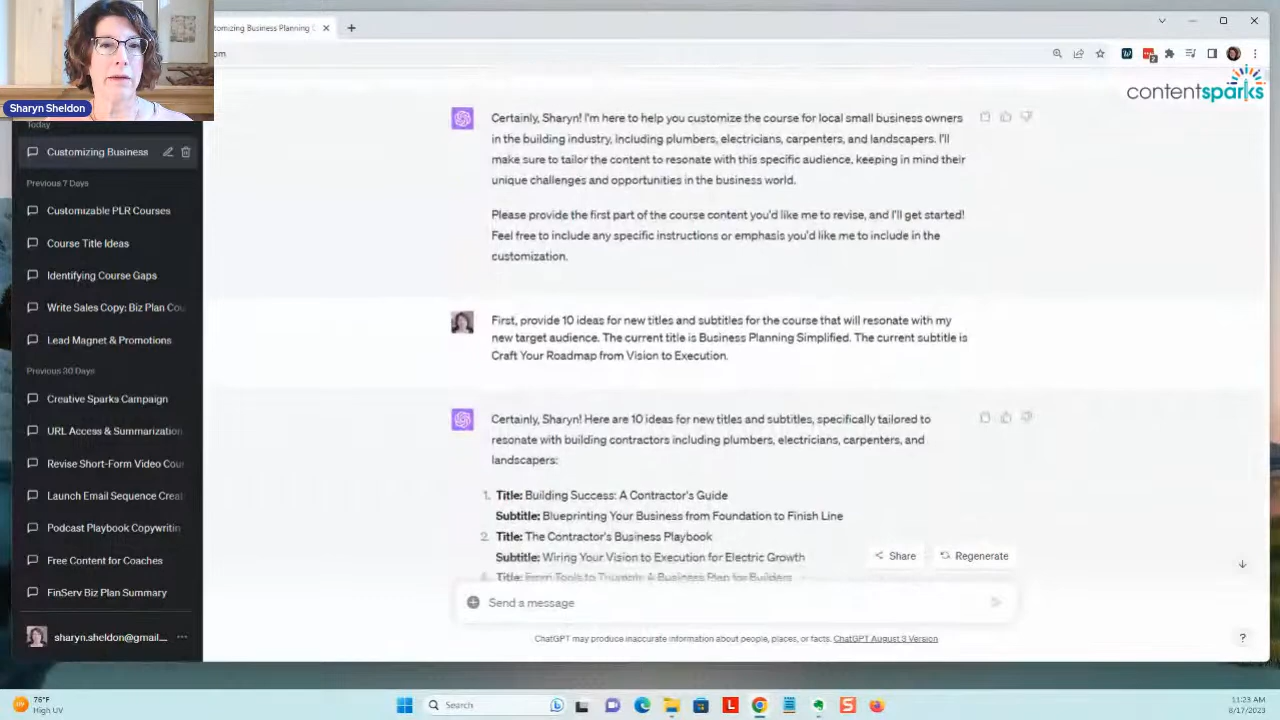 Sharyn Sheldon
tomizing Business Planning
om
contentsparks
Today
Customizing Business
Previous 7 Days
Customizable PLR Courses
Course Title Ideas
Identifying Course Gaps
Write Sales Copy: Biz Plan Cou
Lead Magnet & Promotions
Previous 30 Days
Creative Sparks Campaign
URL Access & Summarization
Revise Short-Form Video Cour
Launch Email Sequence Creat
Podcast Playbook Copywritin
Free Content for Coaches
FinServ Biz Plan Summary
sharyn.sheldon@gmail...
Certainly, Sharyn! I'm here to help you customize the course for local small business owners
in the building industry, including plumbers, electricians, carpenters, and landscapers. I'll
make sure to tailor the content to resonate with this specific audience, keeping in mind their
unique challenges and opportunities in the business world.
Please provide the first part of the course content you'd like me to revise, and I'll get started!
Feel free to include any specific instructions or emphasis you'd like me to include in the
customization.
First, provide 10 ideas for new titles and subtitles for the course that will resonate with my
new target audience. The current title is Business Planning Simplified. The current subtitle is
Craft Your Roadmap from Vision to Execution.
Certainly, Sharyn! Here are 10 ideas for new titles and subtitles, specifically tailored to
resonate with building contractors including plumbers, electricians, carpenters, and
landscapers:
1. Title: Building Success: A Contractor's Guide
Subtitle: Blueprinting Your Business from Foundation to Finish Line
2. Title: The Contractor's Business Playbook
Subtitle: Wiring Your Vision to Execution for Electric Growth
Title: From Tools to Triumph: A Business Plan for Builders
Share
Regenerate
Send a message
ChatGPT may produce inaccurate information about people, places, or facts. ChatGPT August 3 Version
?
76°F
High UV
Search
11:23 AM
8/17/2023